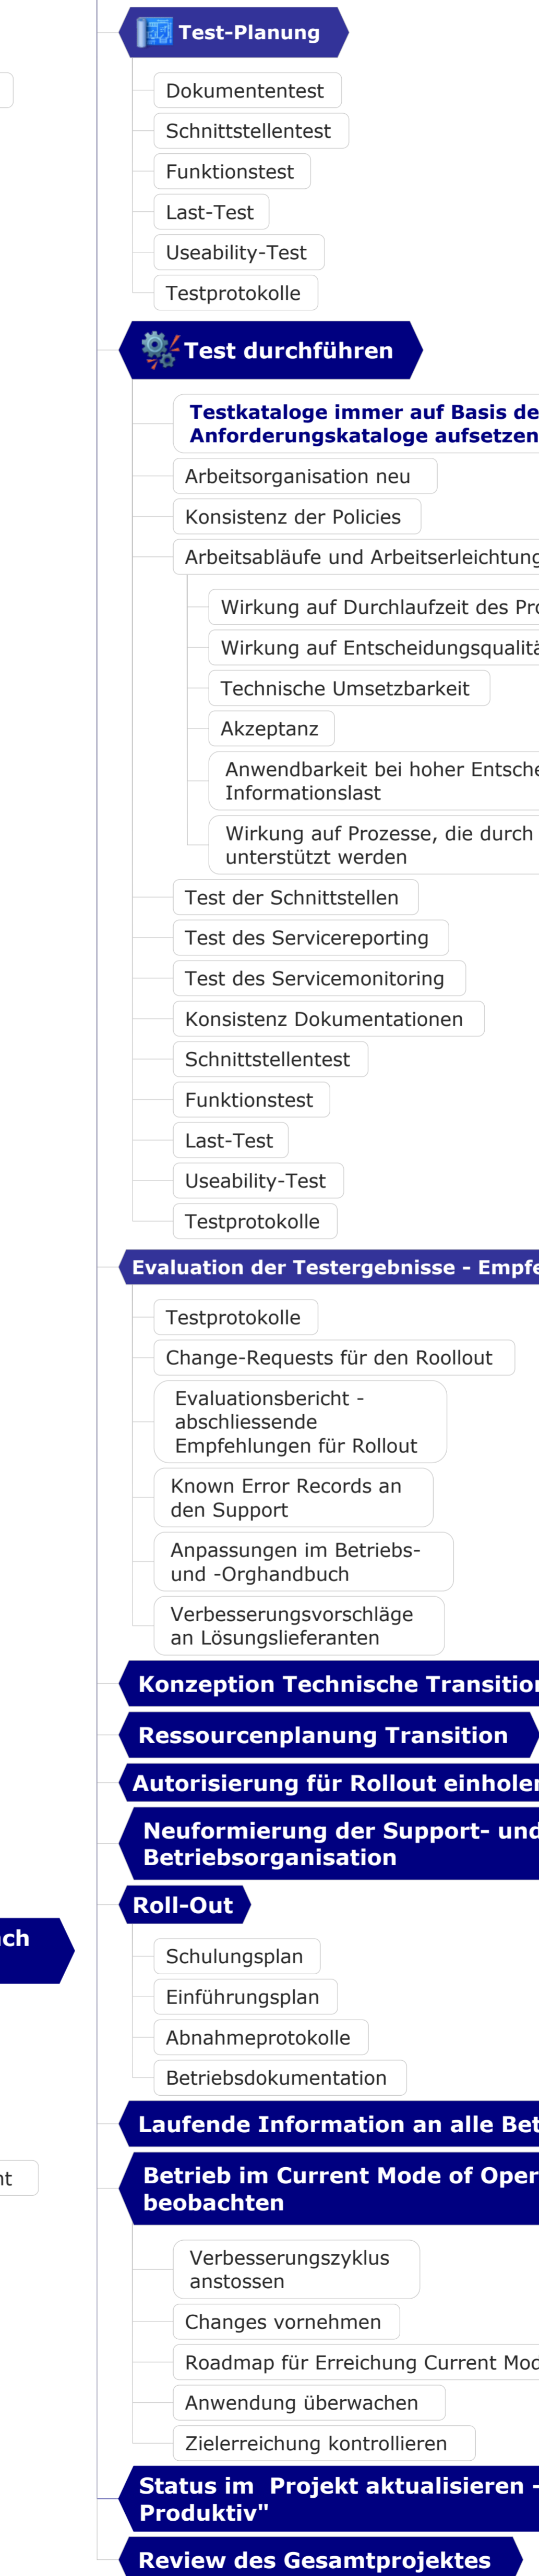 Test-Planung
Dokumententest
Schnittstellentest
Funktionstest
Last-Test
Useability-Test
Testprotokolle
Test durchführen
Testkataloge immer auf Basis de
Anforderungskataloge aufsetzen
Arbeitsorganisation neu
Konsistenz der Policies
Arbeitsabläufe und Arbeitserleichtung
Wirkung auf Durchlaufzeit des Pro
Wirkung auf Entscheidungsqualitä
Technische Umsetzbarkeit
Akzeptanz
Anwendbarkeit bei hoher Entsche
Informationslast
Wirkung auf Prozesse, die durch
unterstützt werden
Test der Schnittstellen
Test des Servicereporting
Test des Servicemonitoring
Konsistenz Dokumentationen
Schnittstellentest
Funktionstest
Last-Test
Useability-Test
Testprotokolle
Evaluation der Testergebnisse - Empfe
Testprotokolle
Change-Requests für den Roollout
Evaluationsbericht -
abschliessende
Empfehlungen für Rollout
Known Error Records an
den Support
Anpassungen im Betriebs-
und -Orghandbuch
Verbesserungsvorschläge
an Lösungslieferanten
Konzeption Technische Transition
Ressourcenplanung Transition
Autorisierung für Rollout einholen
Neuformierung der Support- und
Betriebsorganisation
Roll-Out
ch
Schulungsplan
Einführungsplan
Abnahmeprotokolle
Betriebsdokumentation
Laufende Information an alle Bet
nt
Betrieb im Current Mode of Oper
beobachten
Verbesserungszyklus
anstossen
Changes vornehmen
Roadmap für Erreichung Current Mod
Anwendung überwachen
Zielerreichung kontrollieren
Status im  Projekt aktualisieren -
Produktiv"
Review des Gesamtprojektes